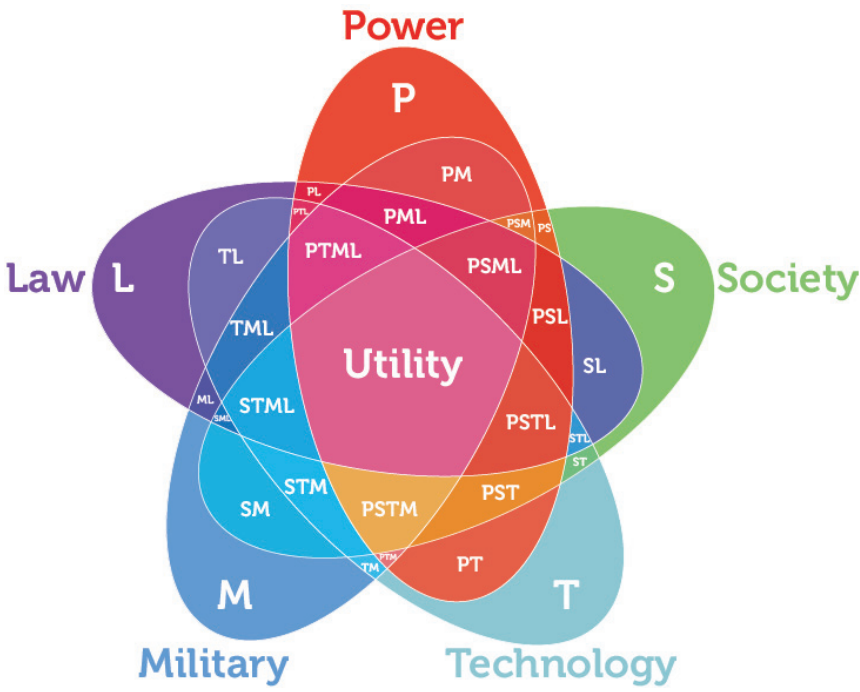 Power
P
PM
PL
PTL
PML
PSM
PS
TL
PTML
PSML
Law
L
S
Society
TML
PSL
Utility
SL
ML
SML
STML
PSTL
STL
ST
STM
PST
SM
PSTM
PTM
TM
PT
M
T
Military
Technology